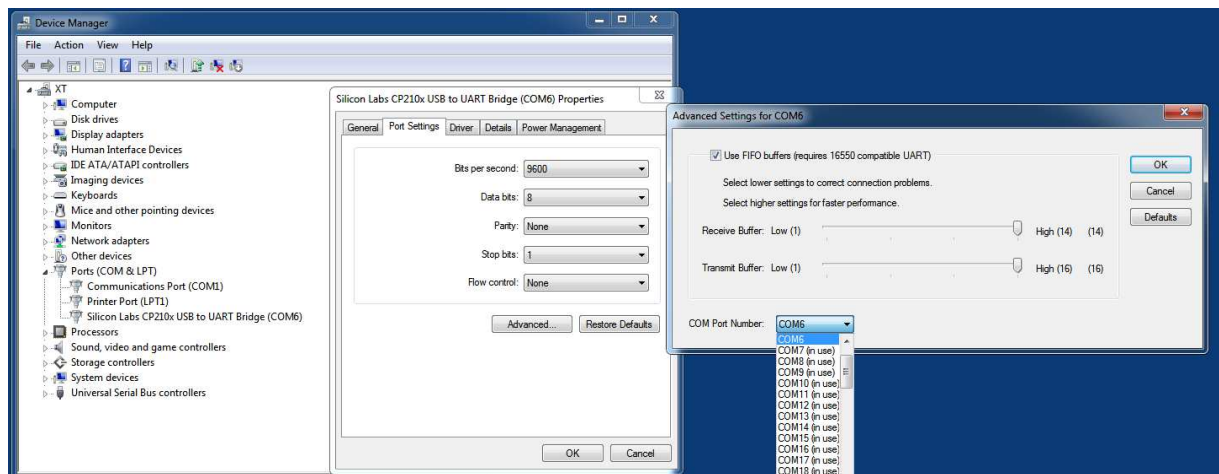 Device Manager
File Action View Help
XT
Computer
Disk drives
Display adapters
Human Interface Devices
IDE ATA/ATAPI controllers
Imaging devices
Keyboards
Mice and other pointing devices
Monitors
Network adapters
Other devices
Ports (COM & LPT)
Communications Port (COM1)
Printer Port (LPT1)
Silicon Labs CP210x USB to UART Bridge (COM6)
Processors
Sound, video and game controllers
Storage controllers
System devices
Universal Serial Bus controllers
Silicon Labs CP210x USB to UART Bridge (COM6) Properties
General Port Settings Driver Details Power Management
Bits per second: 9600
Data bits: 8
Parity: None
Stop bits: 1
Flow control: None
Advanced... Restore Defaults
OK Cancel
Advanced Settings for COM6
Use FIFO buffers (requires 16550 compatible UART)
OK
Select lower settings to correct connection problems.
Cancel
Select higher settings for faster performance.
Defaults
Receive Buffer: Low (1) High (14) (14)
Transmit Buffer: Low (1) High (16) (16)
COM Port Number: COM6
COM6
COM7 (in use)
COM8 (in use)
COM9 (in use)
COM10 (in use)
COM11 (in use)
COM12 (in use)
COM13 (in use)
COM14 (in use)
COM15 (in use)
COM16 (in use)
COM17 (in use)
COM18 (in use)